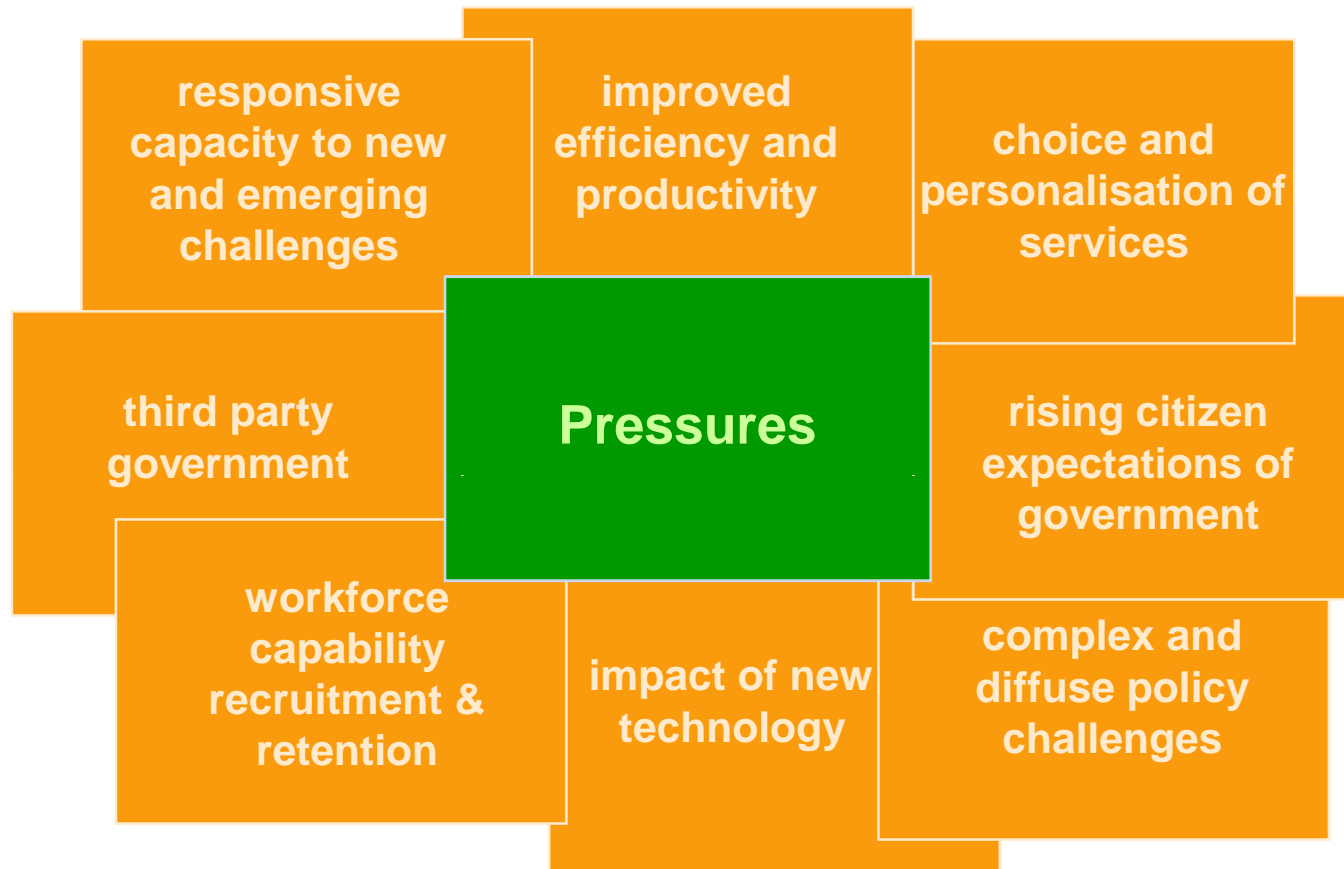 responsive
capacity to new
and emerging
challenges
improved
efficiency and
productivity
choice and
personalisation of
services
third party
government
Pressures
rising citizen
expectations of
government
workforce
capability
recruitment &
retention
impact of new
technology
complex and
diffuse policy
challenges